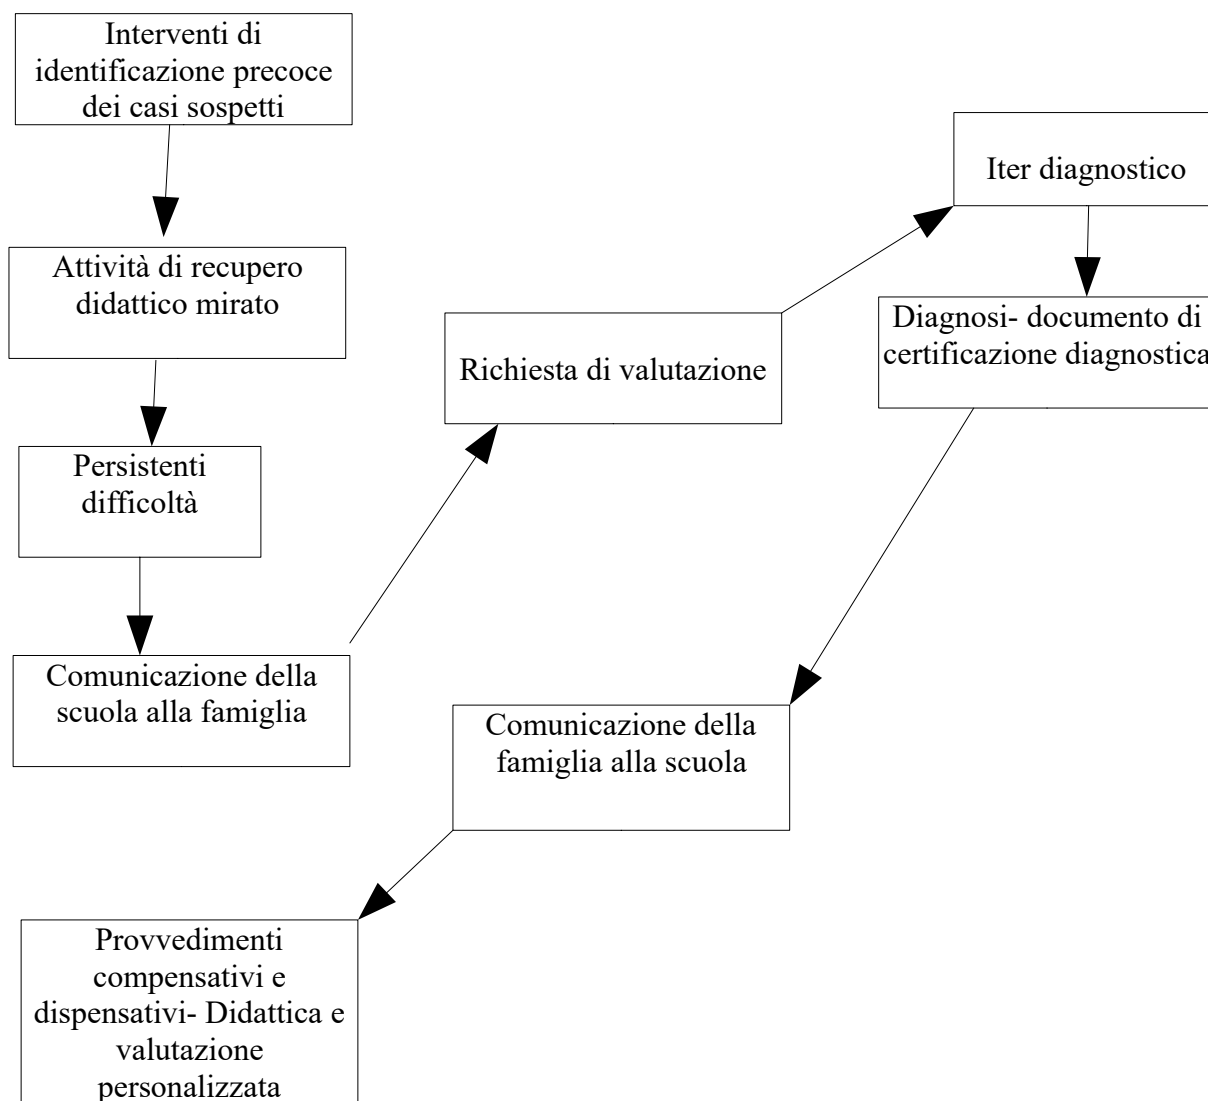 Interventi di
identificazione precoce
dei casi sospetti
Attività di recupero
didattico mirato
Persistenti
difficoltà
Comunicazione della
scuola alla famiglia
Richiesta di valutazione
Iter diagnostico
Diagnosi- documento di
certificazione diagnostica
Comunicazione della
famiglia alla scuola
Provvedimenti
compensativi e
dispensativi- Didattica e
valutazione
personalizzata